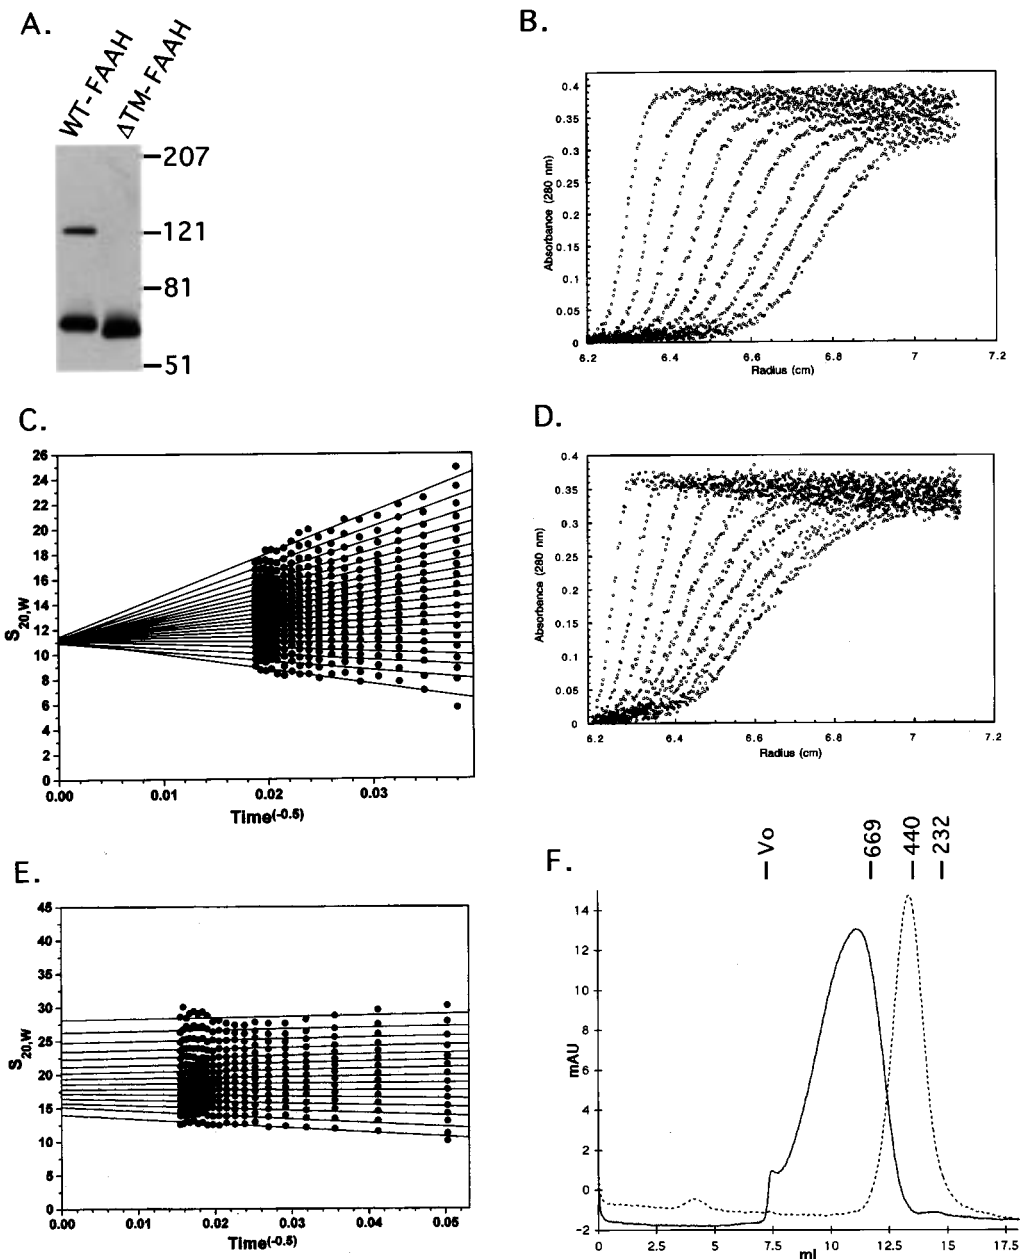 A.
WT-FAAH
ΔTM-FAAH
–207
–121
–81
–51
B.
Absorbance (280 nm)
0.4
0.35
0.3
0.25
0.2
0.15
0.1
0.05
0
6.2 6.4 6.6 6.8 7 7.2
Radius (cm)
C.
S20,W
26
24
22
20
18
16
14
12
10
8
6
4
2
0
0.00 0.01 0.02 0.03
Time(-0.5)
D.
Absorbance (280 nm)
0.4
0.35
0.3
0.25
0.2
0.15
0.1
0.05
0
6.2 6.4 6.6 6.8 7 7.2
Radius (cm)
E.
S20,W
45
40
35
30
25
20
15
10
5
0
0.00 0.01 0.02 0.03 0.04 0.05
Time(-0.5)
F.
– Vo
– 669
– 440
– 232
mAU
14
12
10
8
6
4
2
0
-2
0 2.5 5 7.5 10 12.5 15 17.5
ml